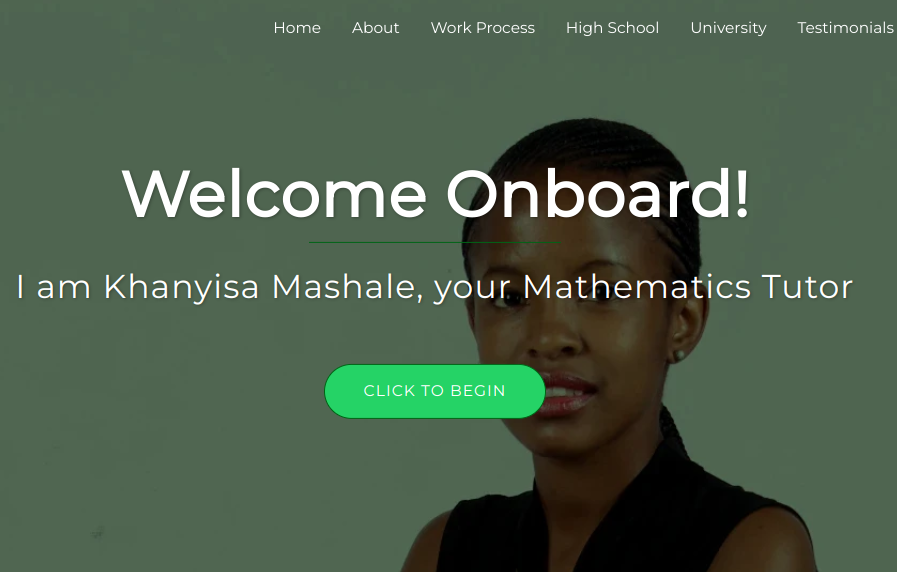 Home About Work Process High School University Testimonials
Welcome Onboard!
I am Khanyisa Mashale, your Mathematics Tutor
CLICK TO BEGIN